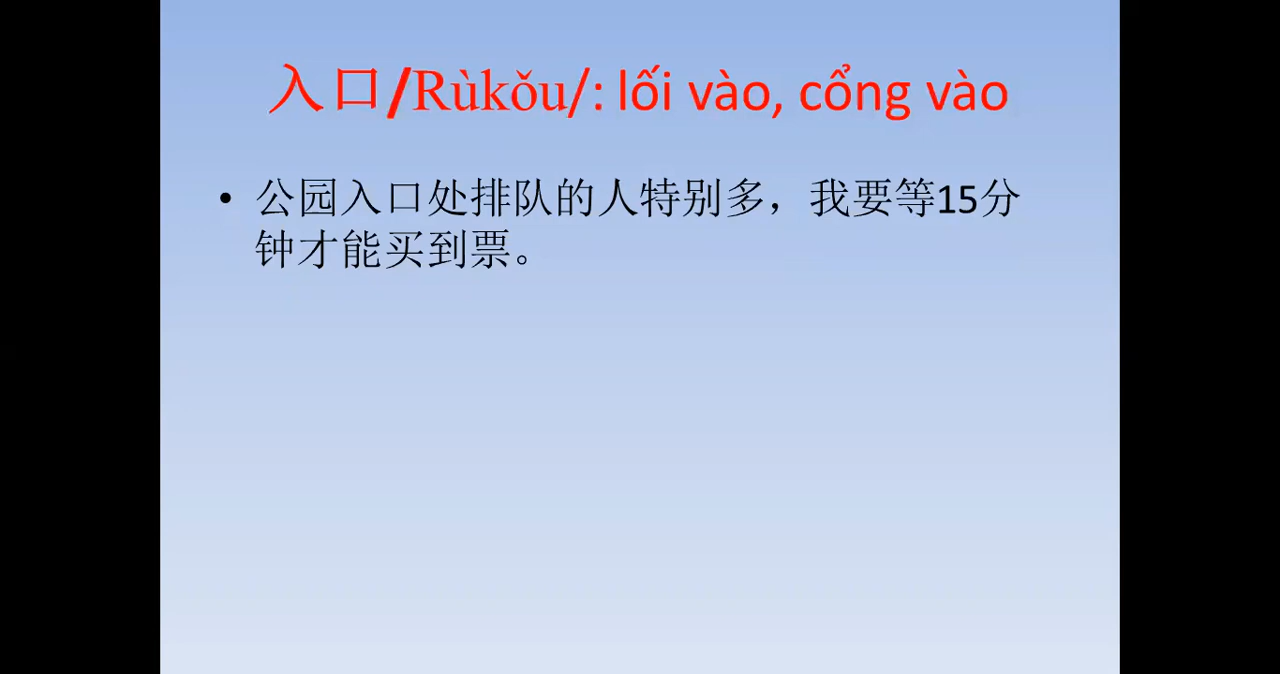 入口/Rùkǒu/: lối vào, cổng vào
• 公园入口处排队的人特别多，我要等15分
钟才能买到票。